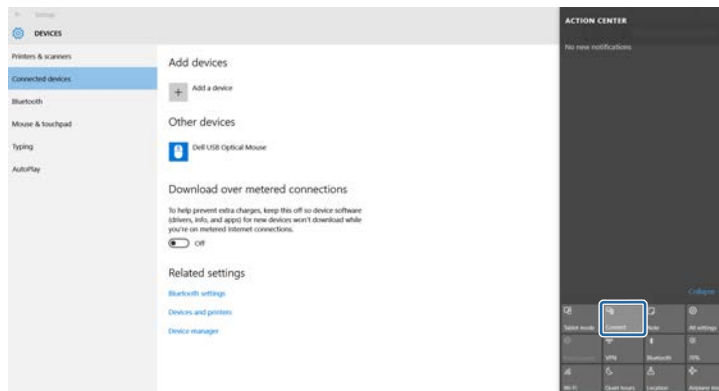 Settings
DEVICES
Printers & scanners
Connected devices
Bluetooth
Mouse & touchpad
Typing
AutoPlay
Add devices
Add a device
Other devices
Dell USB Optical Mouse
Download over metered connections
To help prevent extra charges, keep this off so device software
(drivers, info, and apps) for new devices won't download while
you're on metered Internet connections.
Off
Related settings
Bluetooth settings
Devices and printers
Device manager
ACTION CENTER
No new notifications
Collapse
Tablet mode
Connect
Note
All settings
VPN
Bluetooth
70%
Wi-Fi
Quiet hours
Location
Airplane